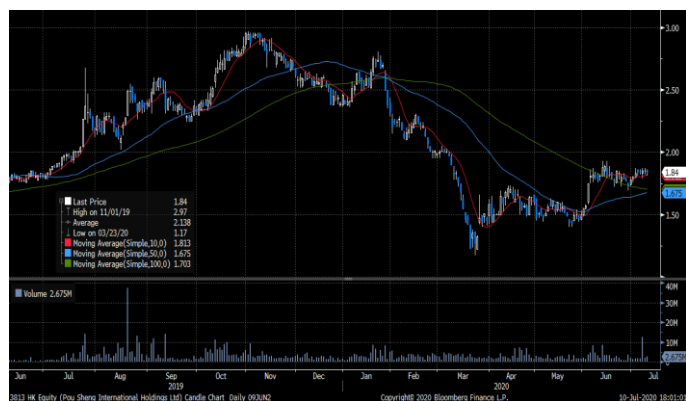 3.00
2.50
2.00
1.84
1.675
1.50
Last Price 1.84
High on 11/01/19 2.97
Average 2.138
Low on 03/23/20 1.17
Moving Average(Simple,10,0) 1.813
Moving Average(Simple,50,0) 1.675
Moving Average(Simple,100,0) 1.703
Volume 2.675M
40M
30M
20M
10M
2.675M
Jun Jul Aug Sep Oct Nov Dec Jan Feb Mar Apr May Jun Jul
2019 2020
3813 HK Equity (Pou Sheng International Holdings Ltd) Candle Chart Daily 09JUN2 Copyright© 2020 Bloomberg Finance L.P. 10-Jul-2020 18:01:01